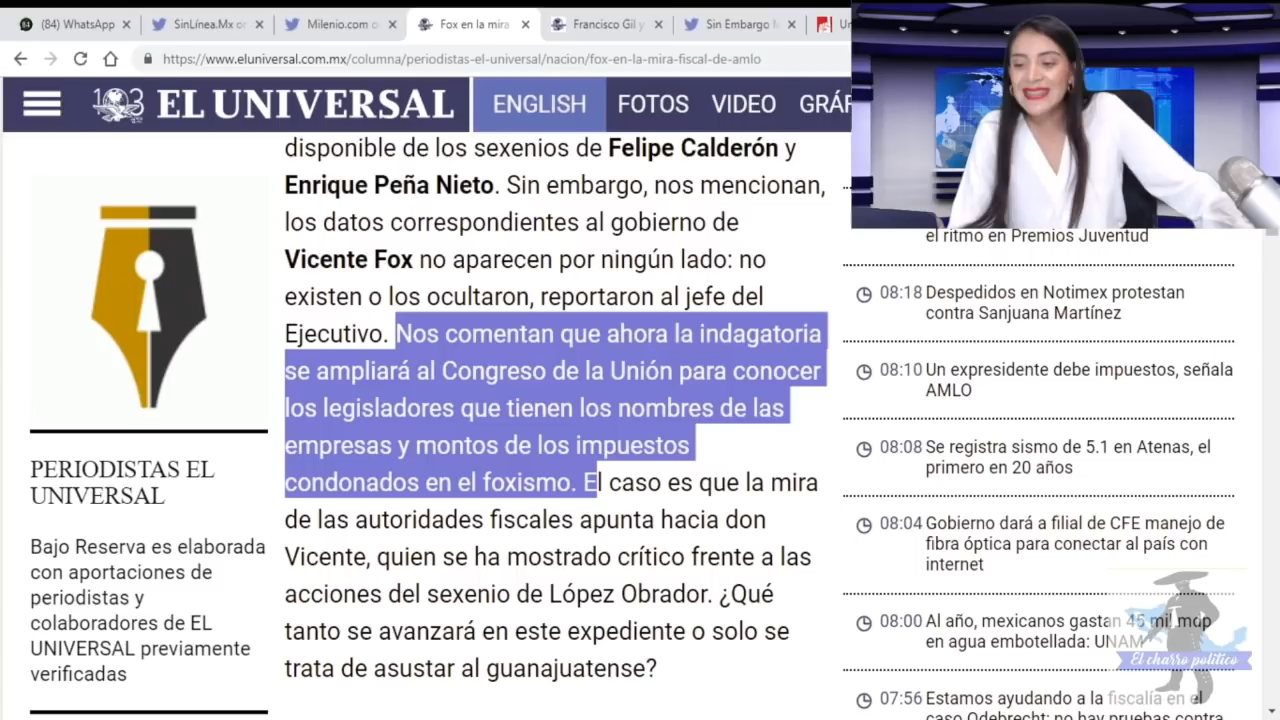 (84) WhatsApp
SinLínea.Mx o
Milenio.com o
Fox en la mira
Francisco Gil y
Sin Embargo M
Un
https://www.eluniversal.com.mx/columna/periodistas-el-universal/nacion/fox-en-la-mira-fiscal-de-amlo
103 EL UNIVERSAL
ENGLISH FOTOS VIDEO GRÁF
disponible de los sexenios de Felipe Calderón y
Enrique Peña Nieto. Sin embargo, nos mencionan,
los datos correspondientes al gobierno de
Vicente Fox no aparecen por ningún lado: no
existen o los ocultaron, reportaron al jefe del
Ejecutivo. Nos comentan que ahora la indagatoria
se ampliará al Congreso de la Unión para conocer
los legisladores que tienen los nombres de las
empresas y montos de los impuestos
condonados en el foxismo. El caso es que la mira
de las autoridades fiscales apunta hacia don
Vicente, quien se ha mostrado crítico frente a las
acciones del sexenio de López Obrador. ¿Qué
tanto se avanzará en este expediente o solo se
trata de asustar al guanajuatense?
PERIODISTAS EL
UNIVERSAL
Bajo Reserva es elaborada
con aportaciones de
periodistas y
colaboradores de EL
UNIVERSAL previamente
verificadas
el ritmo en Premios Juventud
08:18 Despedidos en Notimex protestan
contra Sanjuana Martínez
08:10 Un expresidente debe impuestos, señala
AMLO
08:08 Se registra sismo de 5.1 en Atenas, el
primero en 20 años
08:04 Gobierno dará a filial de CFE manejo de
fibra óptica para conectar al país con
internet
08:00 Al año, mexicanos gastan 45 mil mdp
en agua embotellada: UNAM
07:56 Estamos ayudando a la fiscalía en el
caso Odebrecht: no hay pruebas contra
El charro político